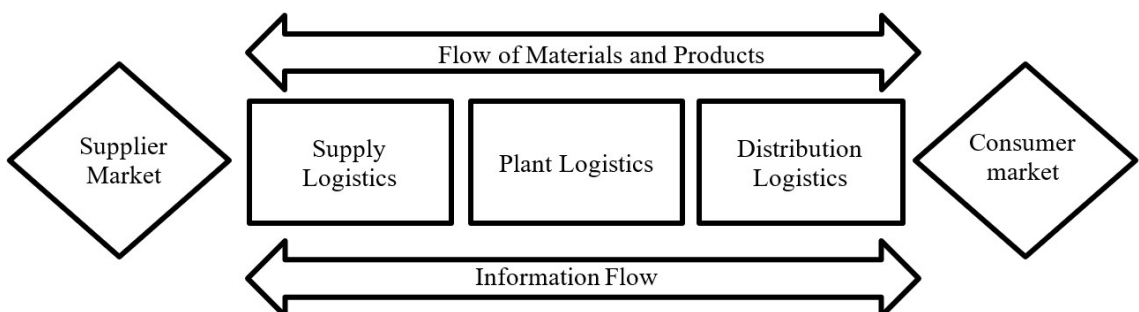 Flow of Materials and Products
Supplier
Market
Supply
Logistics
Plant Logistics
Distribution
Logistics
Consumer
market
Information Flow